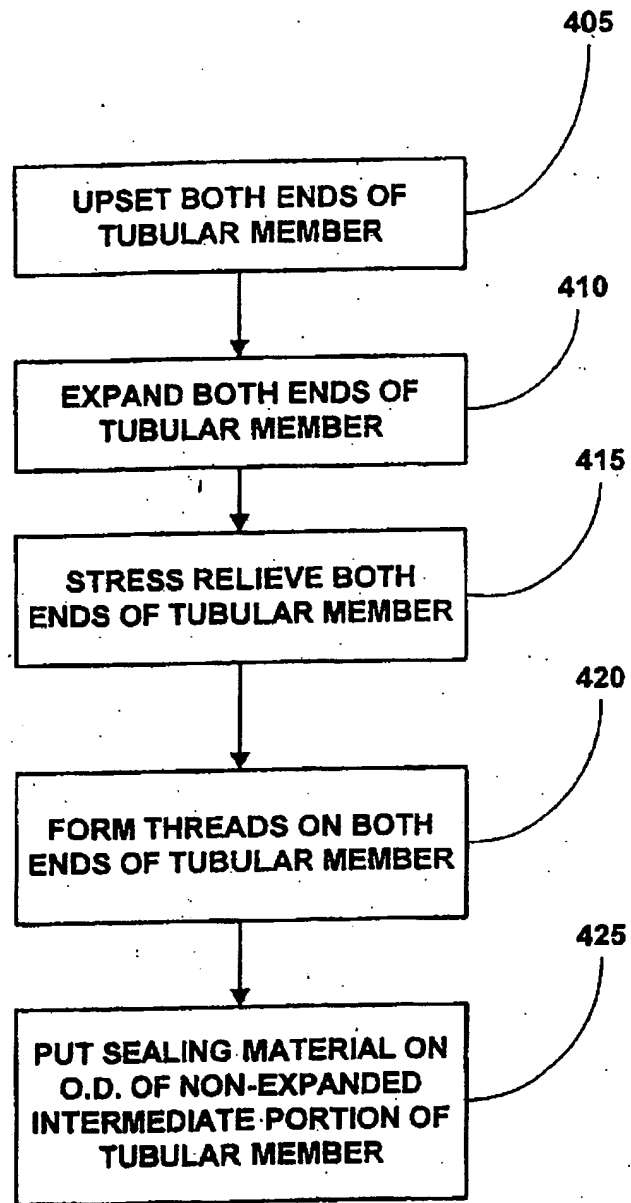 405
UPSET BOTH ENDS OF
TUBULAR MEMBER
410
EXPAND BOTH ENDS OF
TUBULAR MEMBER
415
STRESS RELIEVE BOTH
ENDS OF TUBULAR MEMBER
420
FORM THREADS ON BOTH
ENDS OF TUBULAR MEMBER
425
PUT SEALING MATERIAL ON
O.D. OF NON-EXPANDED
INTERMEDIATE PORTION OF
TUBULAR MEMBER